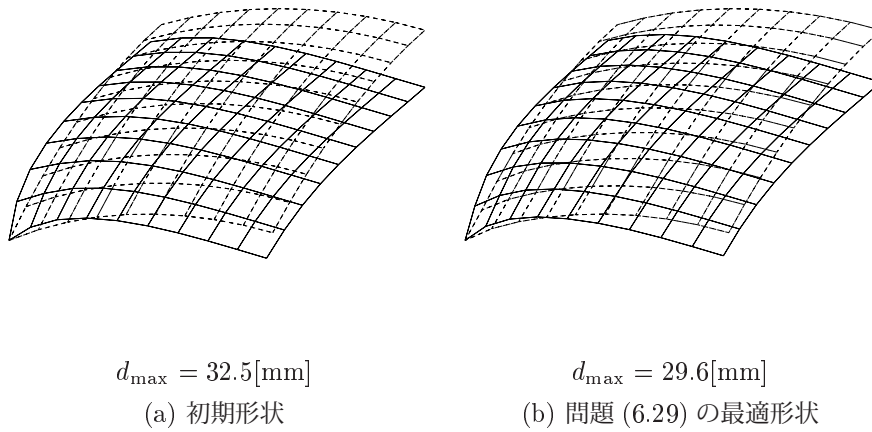 d_max = 32.5[mm]
(a) 初期形状
d_max = 29.6[mm]
(b) 問題 (6.29) の最適形状